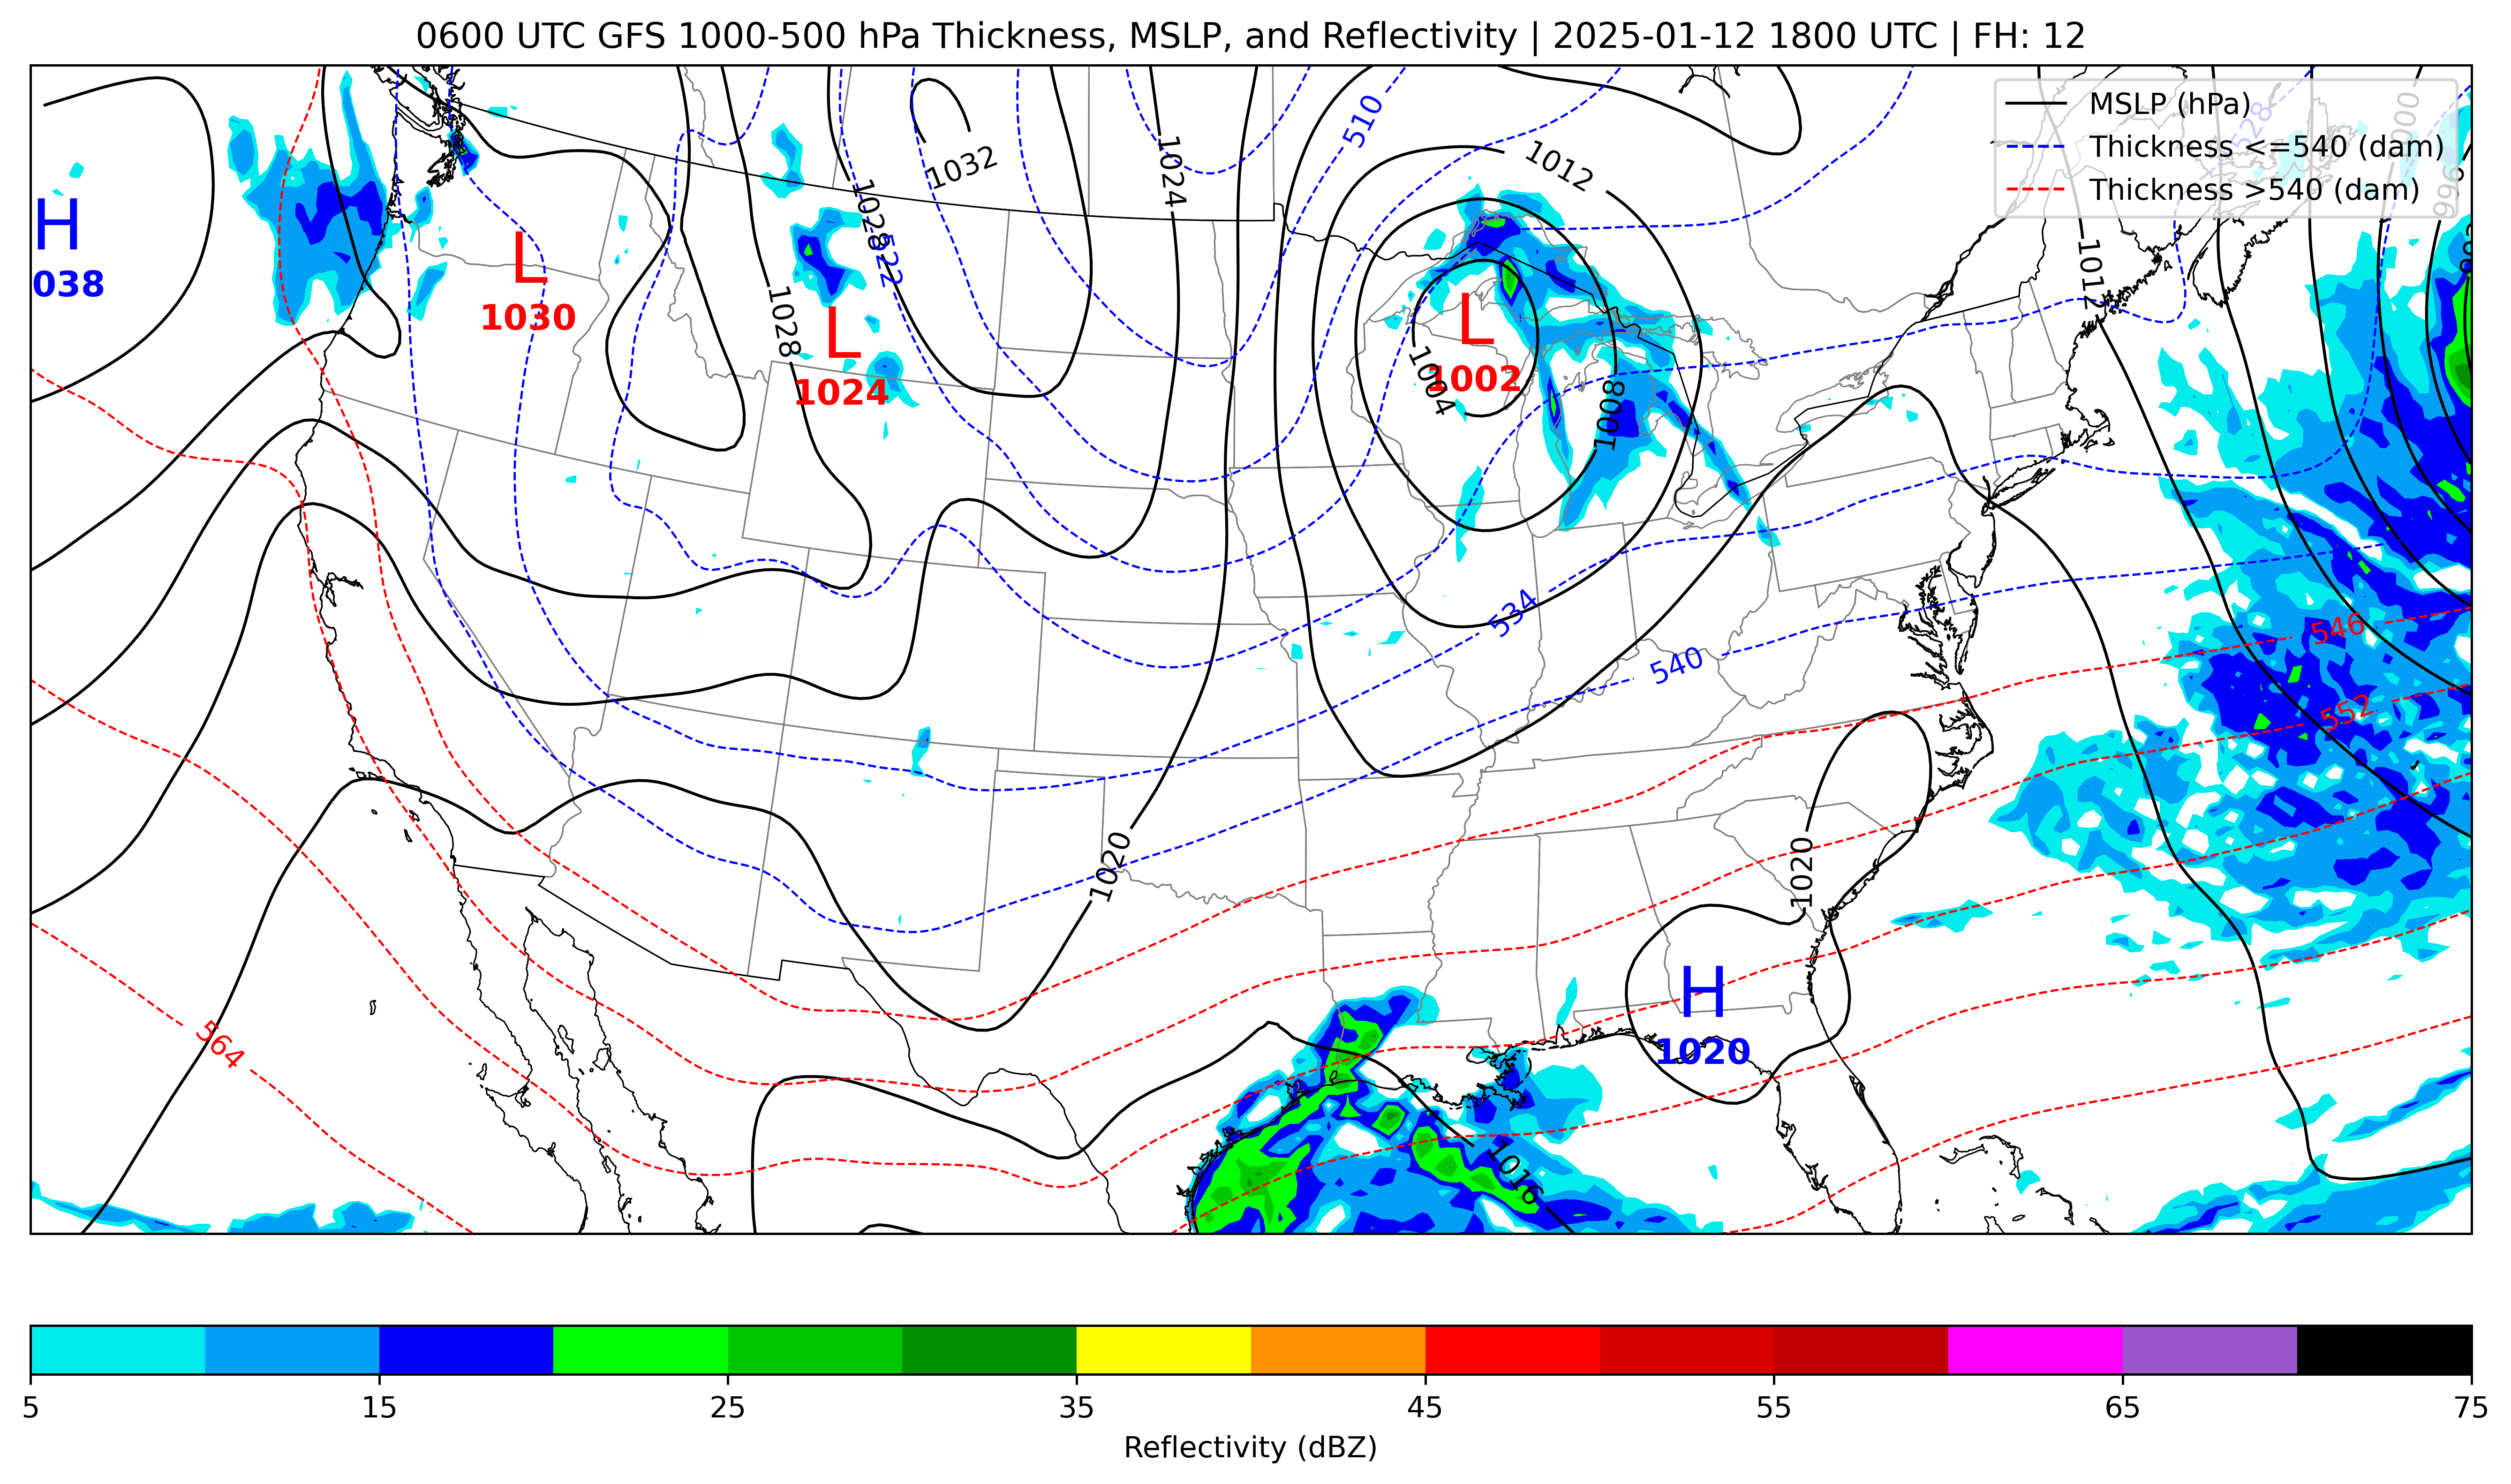 0600 UTC GFS 1000-500 hPa Thickness, MSLP, and Reflectivity | 2025-01-12 1800 UTC | FH: 12
MSLP (hPa)
Thickness <=540 (dam)
Thickness >540 (dam)
510
528
1000
996
1012
1032
1024
1028
522
1012
H
038
L
1030
1028
L
1024
L
1002
1004
1008
534
540
546
552
1020
1020
H
1020
564
1016
5 15 25 35 45 55 65 75
Reflectivity (dBZ)